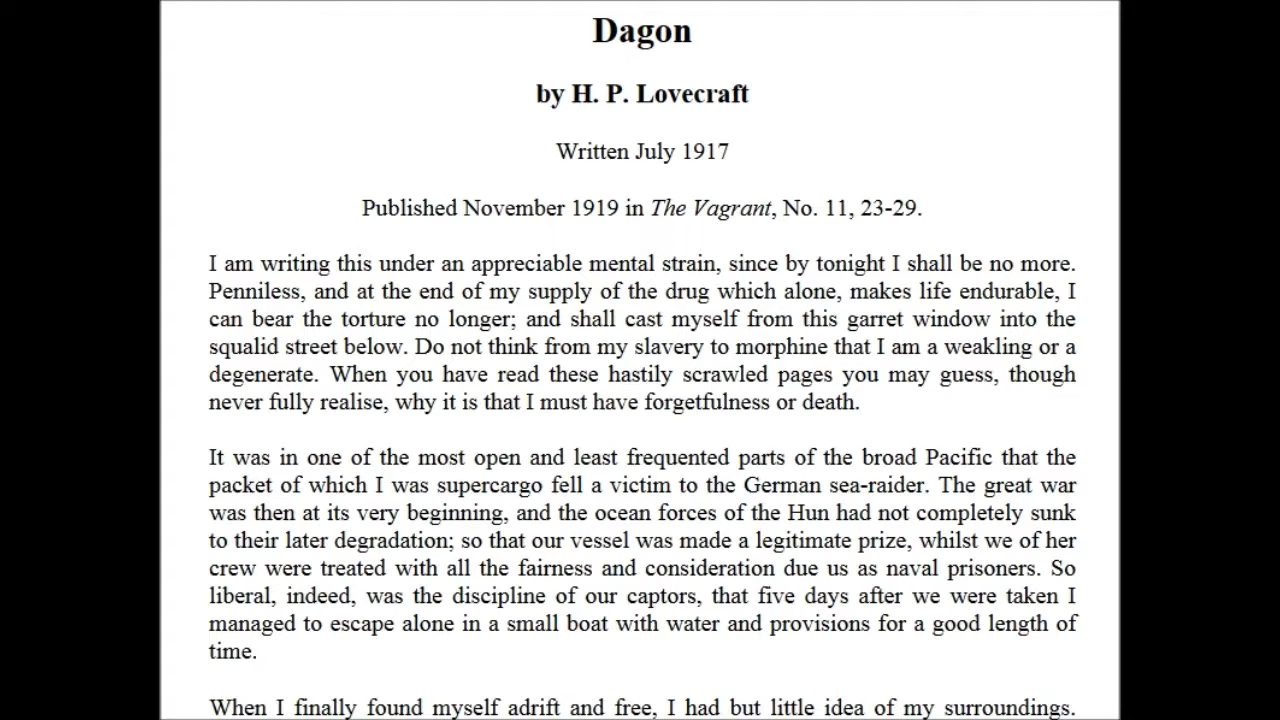 Dagon
by H. P. Lovecraft
Written July 1917
Published November 1919 in The Vagrant, No. 11, 23-29.
I am writing this under an appreciable mental strain, since by tonight I shall be no more.
Penniless, and at the end of my supply of the drug which alone, makes life endurable, I
can bear the torture no longer; and shall cast myself from this garret window into the
squalid street below. Do not think from my slavery to morphine that I am a weakling or a
degenerate. When you have read these hastily scrawled pages you may guess, though
never fully realise, why it is that I must have forgetfulness or death.
It was in one of the most open and least frequented parts of the broad Pacific that the
packet of which I was supercargo fell a victim to the German sea-raider. The great war
was then at its very beginning, and the ocean forces of the Hun had not completely sunk
to their later degradation; so that our vessel was made a legitimate prize, whilst we of her
crew were treated with all the fairness and consideration due us as naval prisoners. So
liberal, indeed, was the discipline of our captors, that five days after we were taken I
managed to escape alone in a small boat with water and provisions for a good length of
time.
When I finally found myself adrift and free, I had but little idea of my surroundings.